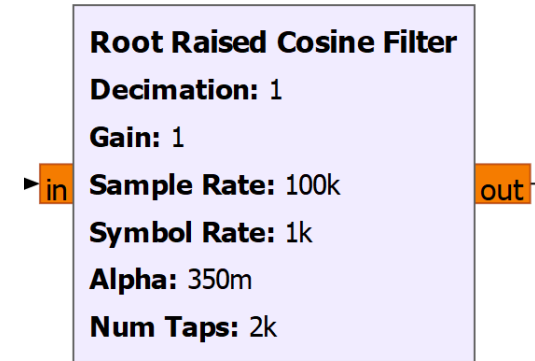 Root Raised Cosine Filter
Decimation: 1
Gain: 1
in
Sample Rate: 100k
out
Symbol Rate: 1k
Alpha: 350m
Num Taps: 2k